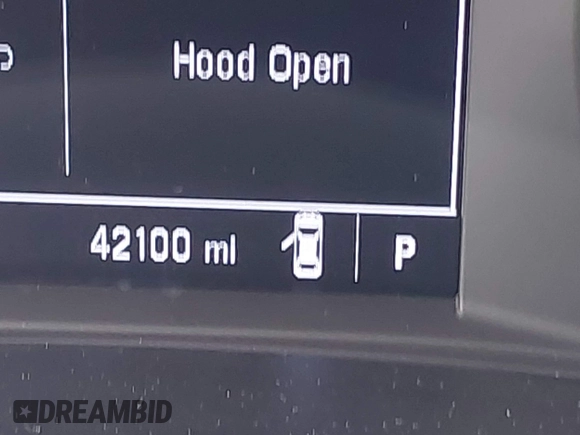 Hood Open
42100 mi
P
DREAMBID